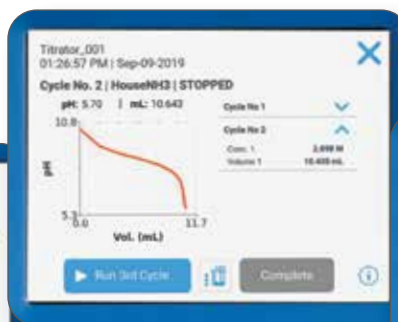 Titrator_001
01:26:57 PM | Sep-09-2019
Cycle No. 2 | HouseNH3 | STOPPED
pH: 5.70 | mL: 10.643
Cycle No 1
Cycle No 2
Conc. 1
Volume 1 10.405 mL
10.8
pH
5.3
0.0 11.7
Vol. (mL)
Run 3rd Cycle
Complete